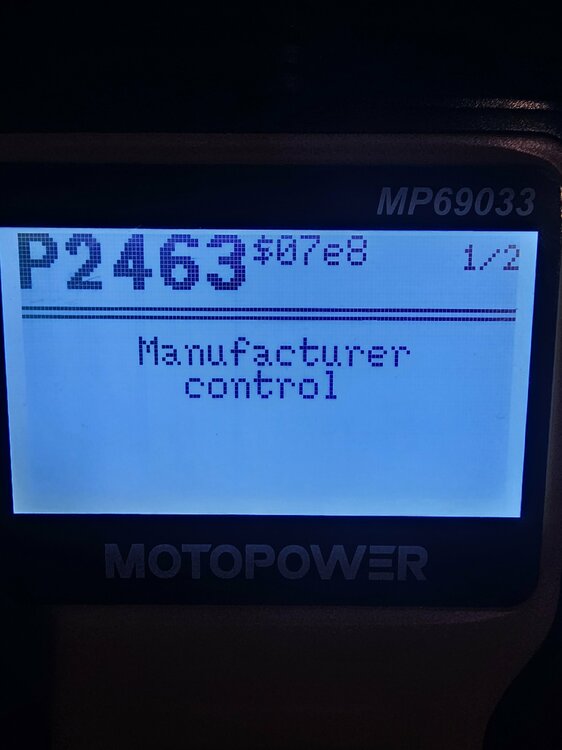 MP69033
P2463 $07e8 1/2
Manufacturer
control
MOTOPOWER